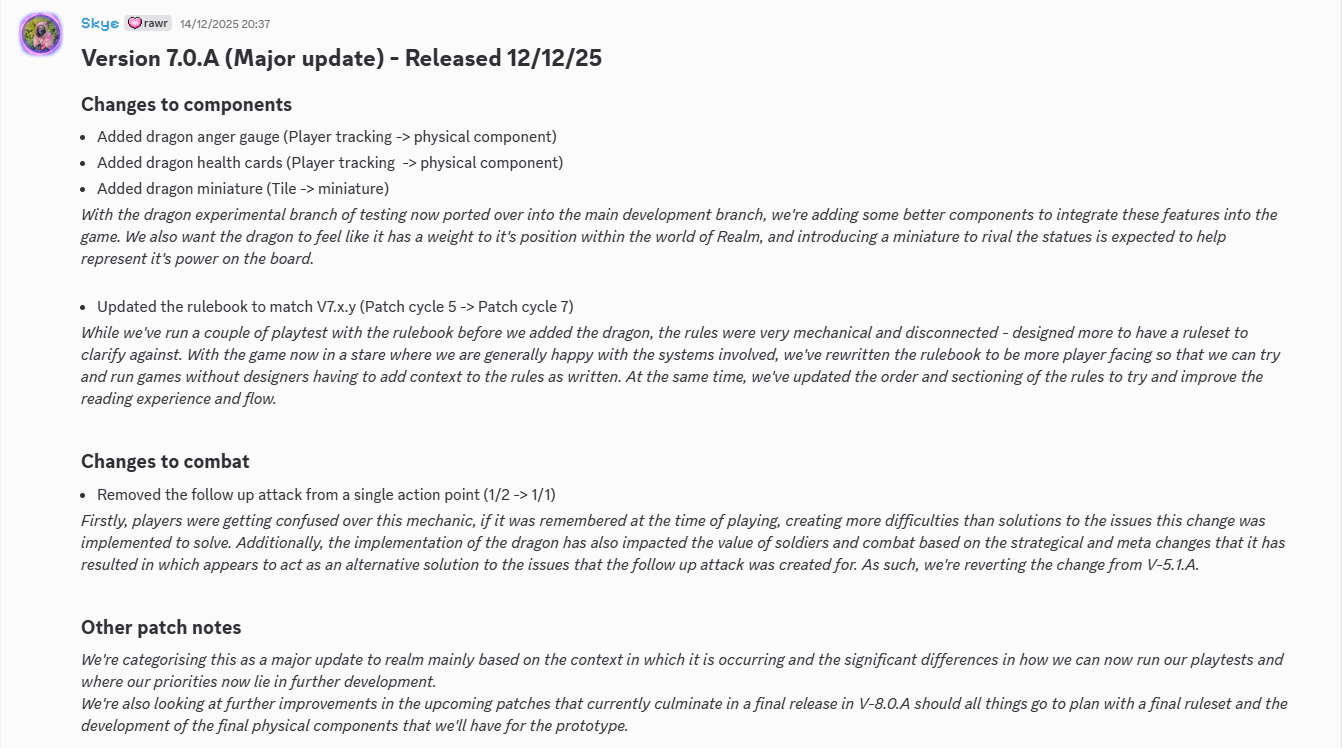 Skye rawr 14/12/2025 20:37
Version 7.0.A (Major update) - Released 12/12/25
Changes to components
• Added dragon anger gauge (Player tracking -> physical component)
• Added dragon health cards (Player tracking  -> physical component)
• Added dragon miniature (Tile -> miniature)
With the dragon experimental branch of testing now ported over into the main development branch, we're adding some better components to integrate these features into the
game. We also want the dragon to feel like it has a weight to it's position within the world of Realm, and introducing a miniature to rival the statues is expected to help
represent it's power on the board.
• Updated the rulebook to match V7.x.y (Patch cycle 5 -> Patch cycle 7)
While we've run a couple of playtest with the rulebook before we added the dragon, the rules were very mechanical and disconnected - designed more to have a ruleset to
clarify against. With the game now in a stare where we are generally happy with the systems involved, we've rewritten the rulebook to be more player facing so that we can try
and run games without designers having to add context to the rules as written. At the same time, we've updated the order and sectioning of the rules to try and improve the
reading experience and flow.
Changes to combat
• Removed the follow up attack from a single action point (1/2 -> 1/1)
Firstly, players were getting confused over this mechanic, if it was remembered at the time of playing, creating more difficulties than solutions to the issues this change was
implemented to solve. Additionally, the implementation of the dragon has also impacted the value of soldiers and combat based on the strategical and meta changes that it has
resulted in which appears to act as an alternative solution to the issues that the follow up attack was created for. As such, we're reverting the change from V-5.1.A.
Other patch notes
We're categorising this as a major update to realm mainly based on the context in which it is occurring and the significant differences in how we can now run our playtests and
where our priorities now lie in further development.
We're also looking at further improvements in the upcoming patches that currently culminate in a final release in V-8.0.A should all things go to plan with a final ruleset and the
development of the final physical components that we'll have for the prototype.